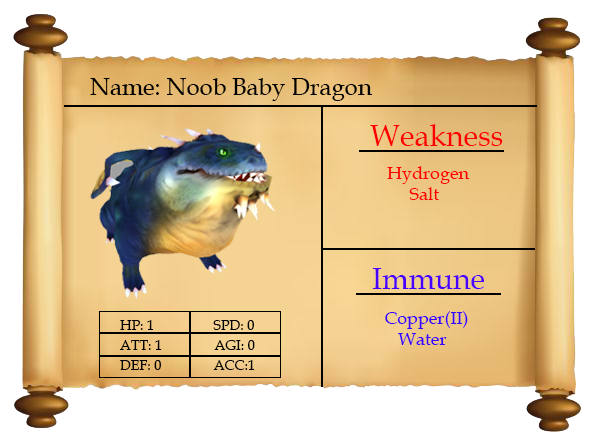 Name: Noob Baby Dragon
Weakness
Hydrogen
Salt
Immune
Copper(II)
Water
HP: 1 SPD: 0
ATT: 1 AGI: 0
DEF: 0 ACC:1